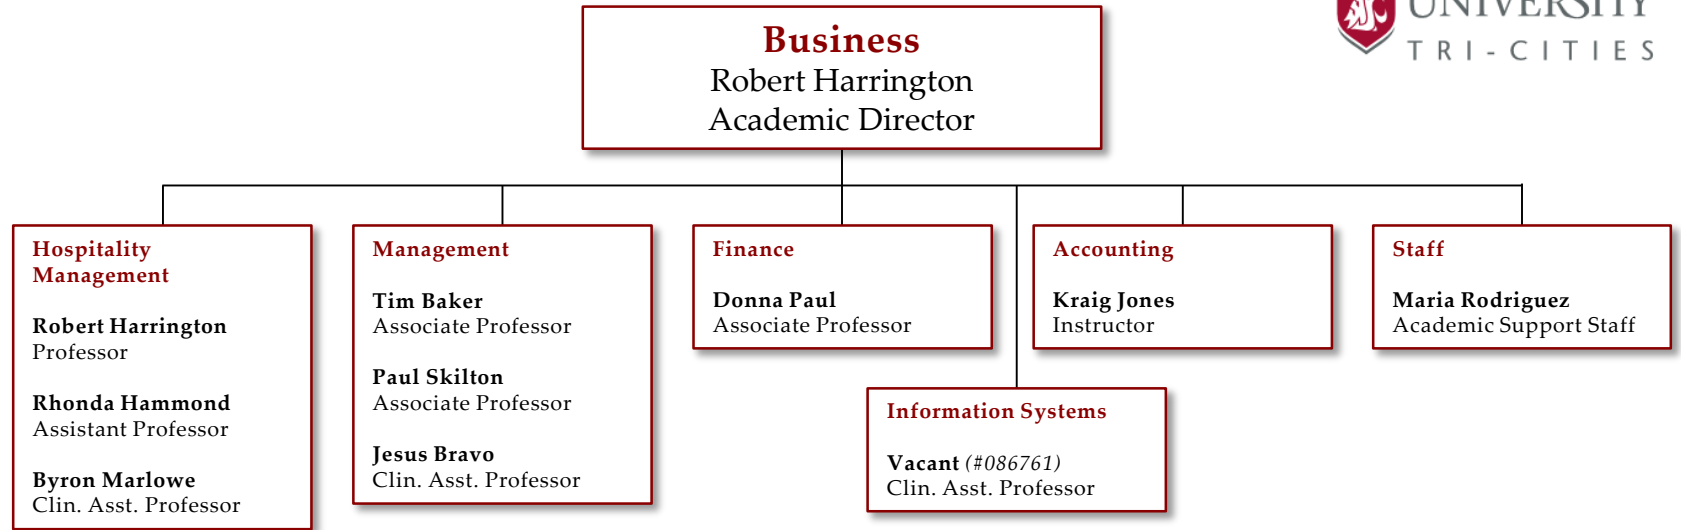 Business
Robert Harrington
Academic Director
UNIVERSITY
TRI-CITIES
Hospitality
Management
Robert Harrington
Professor
Rhonda Hammond
Assistant Professor
Byron Marlowe
Clin. Asst. Professor
Management
Tim Baker
Associate Professor
Paul Skilton
Associate Professor
Jesus Bravo
Clin. Asst. Professor
Finance
Donna Paul
Associate Professor
Information Systems
Vacant (#086761)
Clin. Asst. Professor
Accounting
Kraig Jones
Instructor
Staff
Maria Rodriguez
Academic Support Staff